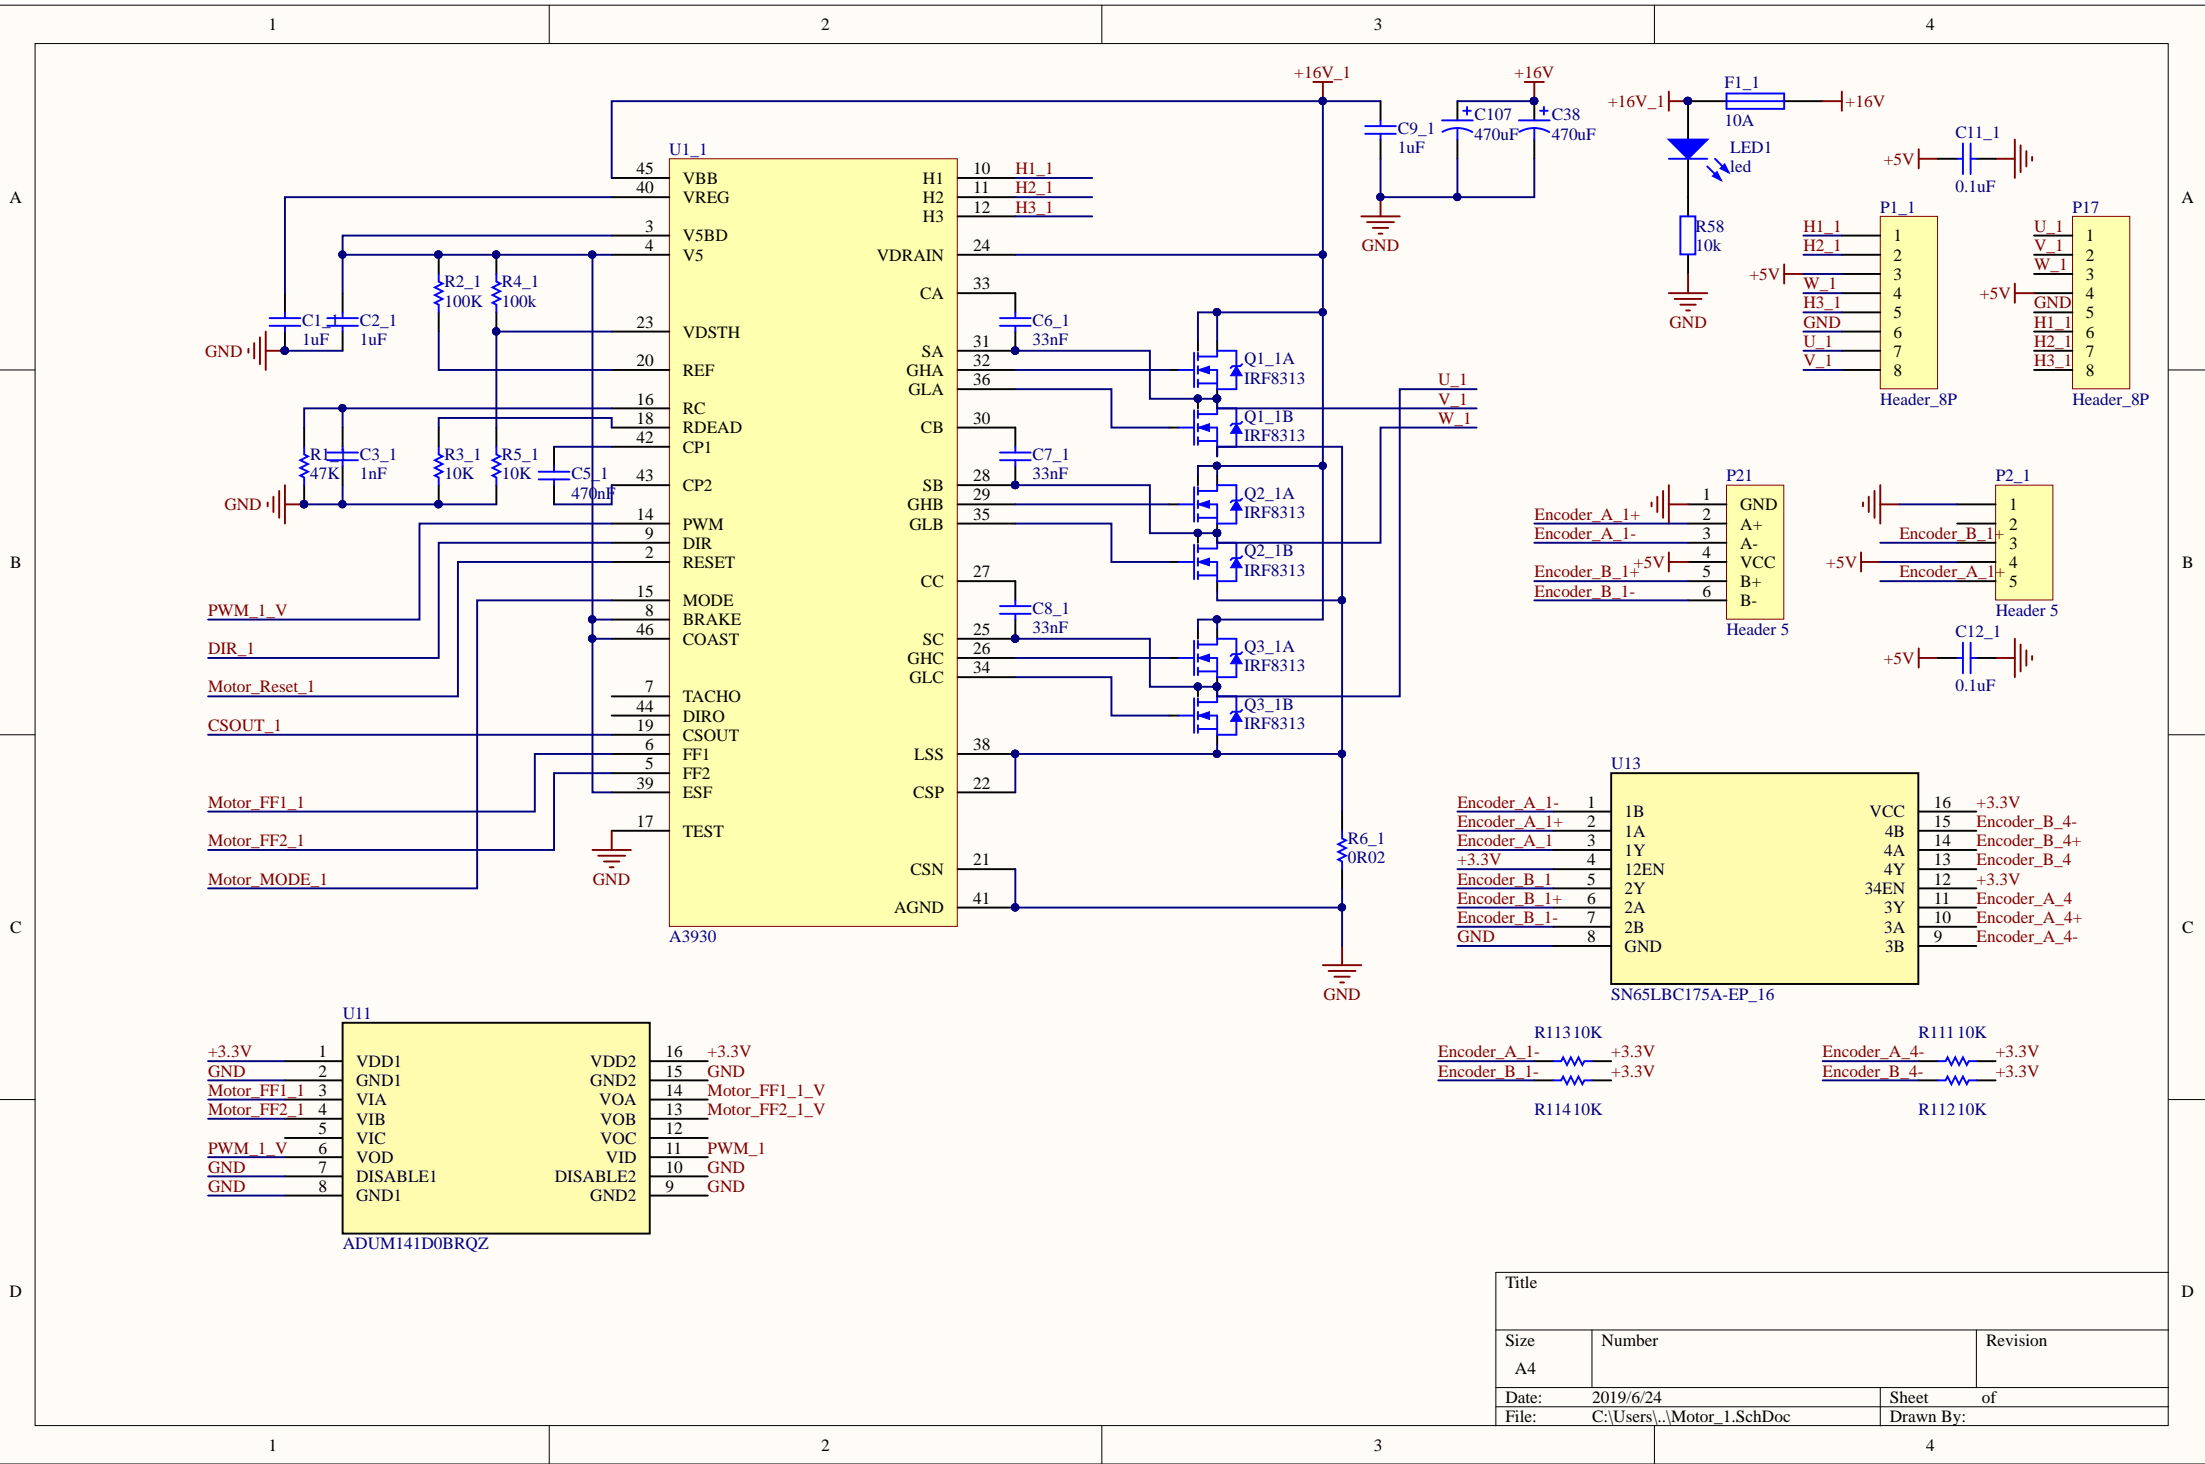 1 2 3 4
A
B
C
D
A
B
C
D
1 2 3 4
+16V_1
+16V
C9_1
1uF
C107
470uF
C38
470uF
F1_1
+16V_1
+16V
10A
LED1
led
R58
10k
GND
C11_1
+5V
0.1uF
GND
U1_1
45 VBB
40 VREG
3 V5BD
4 V5
23 VDSTH
20 REF
16 RC
18 RDEAD
42 CP1
43 CP2
14 PWM
9 DIR
2 RESET
15 MODE
8 BRAKE
46 COAST
7 TACHO
44 DIRO
19 CSOUT
6 FF1
5 FF2
39 ESF
17 TEST
GND
H1 10 H1_1
H2 11 H2_1
H3 12 H3_1
VDRAIN 24
CA 33
SA 31
GHA 32
GLA 36
CB 30
SB 28
GHB 29
GLB 35
CC 27
SC 25
GHC 26
GLC 34
LSS 38
CSP 22
CSN 21
AGND 41
A3930
R2_1
100K
R4_1
100k
C1_1
1uF
C2_1
1uF
GND
R1_
47K
C3_1
1nF
R3_1
10K
R5_1
10K
C5_1
470nF
GND
PWM_1_V
DIR_1
Motor_Reset_1
CSOUT_1
Motor_FF1_1
Motor_FF2_1
Motor_MODE_1
C6_1
33nF
C7_1
33nF
C8_1
33nF
Q1_1A
IRF8313
Q1_1B
IRF8313
Q2_1A
IRF8313
Q2_1B
IRF8313
Q3_1A
IRF8313
Q3_1B
IRF8313
U_1
V_1
W_1
R6_1
0R02
GND
P1_1
H1_1 1
H2_1 2
+5V 3
W_1 4
H3_1 5
GND 6
U_1 7
V_1 8
Header_8P
P17
U_1 1
V_1 2
W_1 3
+5V 4
GND 5
H1_1 6
H2_1 7
H3_1 8
Header_8P
P21
1 GND
Encoder_A_1+ 2 A+
Encoder_A_1- 3 A-
+5V 4 VCC
Encoder_B_1+ 5 B+
Encoder_B_1- 6 B-
Header 5
P2_1
1
2
Encoder_B_1+ 3
+5V 4
Encoder_A_1+ 5
Header 5
C12_1
+5V
0.1uF
U13
Encoder_A_1- 1 1B VCC 16 +3.3V
Encoder_A_1+ 2 1A 4B 15 Encoder_B_4-
Encoder_A_1 3 1Y 4A 14 Encoder_B_4+
+3.3V 4 12EN 4Y 13 Encoder_B_4
Encoder_B_1 5 2Y 34EN 12 +3.3V
Encoder_B_1+ 6 2A 3Y 11 Encoder_A_4
Encoder_B_1- 7 2B 3A 10 Encoder_A_4+
GND 8 GND 3B 9 Encoder_A_4-
SN65LBC175A-EP_16
R113 10K
Encoder_A_1- +3.3V
Encoder_B_1- +3.3V
R114 10K
R111 10K
Encoder_A_4- +3.3V
Encoder_B_4- +3.3V
R112 10K
U11
+3.3V 1 VDD1 VDD2 16 +3.3V
GND 2 GND1 GND2 15 GND
Motor_FF1_1 3 VIA VOA 14 Motor_FF1_1_V
Motor_FF2_1 4 VIB VOB 13 Motor_FF2_1_V
5 VIC VOC 12
PWM_1_V 6 VOD VID 11 PWM_1
GND 7 DISABLE1 DISABLE2 10 GND
GND 8 GND1 GND2 9 GND
ADUM141D0BRQZ
Title
Size Number Revision
A4
Date: 2019/6/24 Sheet of
File: C:\Users\..\Motor_1.SchDoc Drawn By: